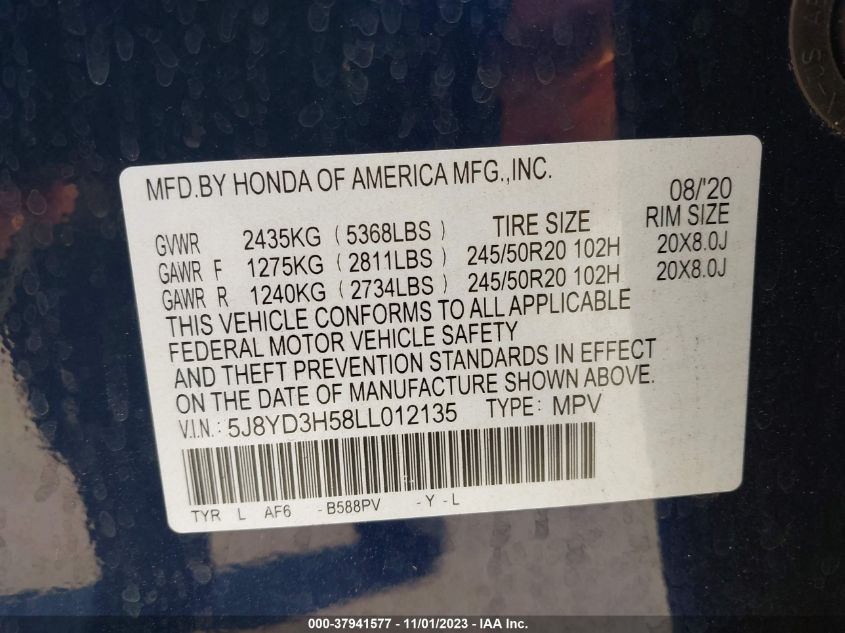 MFD.BY HONDA OF AMERICA MFG.,INC.
08/'20
GVWR 2435KG ( 5368LBS ) TIRE SIZE RIM SIZE
GAWR F 1275KG ( 2811LBS ) 245/50R20 102H 20X8.0J
GAWR R 1240KG ( 2734LBS ) 245/50R20 102H 20X8.0J
THIS VEHICLE CONFORMS TO ALL APPLICABLE
FEDERAL MOTOR VEHICLE SAFETY
AND THEFT PREVENTION STANDARDS IN EFFECT
ON THE DATE OF MANUFACTURE SHOWN ABOVE.
V.I.N: 5J8YD3H58LL012135 TYPE: MPV
TYR L AF6 -B588PV -Y-L
000-37941577 - 11/01/2023 - IAA Inc.